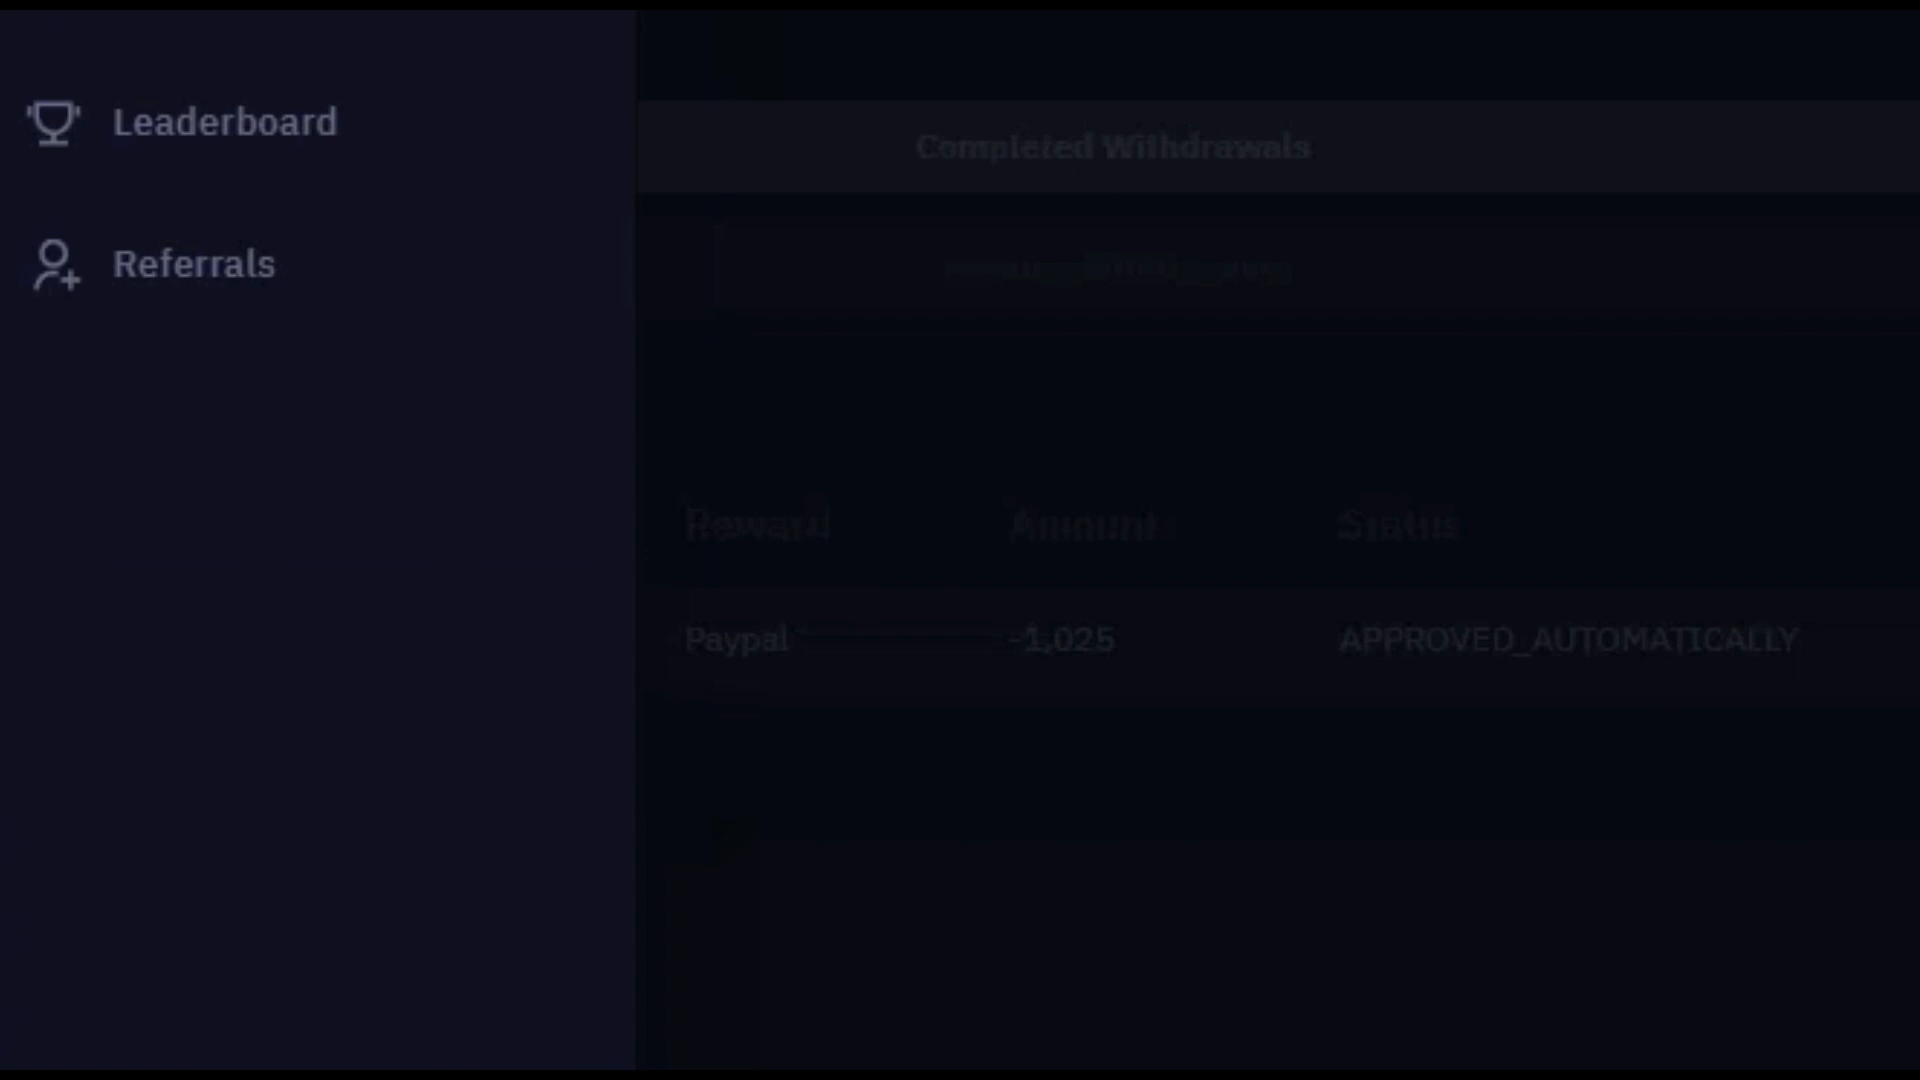 Leaderboard
Completed Withdrawals
Referrals
Reward Amount Status
Paypal -1,025 APPROVED_AUTOMATICALLY